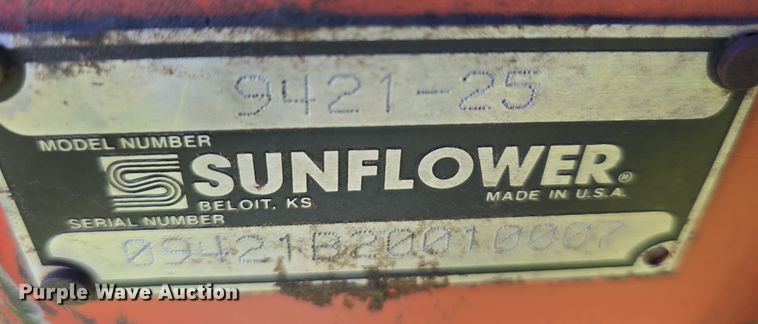 9421-25
MODEL NUMBER
SUNFLOWER®
BELOIT, KS
MADE IN U.S.A.
SERIAL NUMBER
09421B20010007
Purple Wave Auction